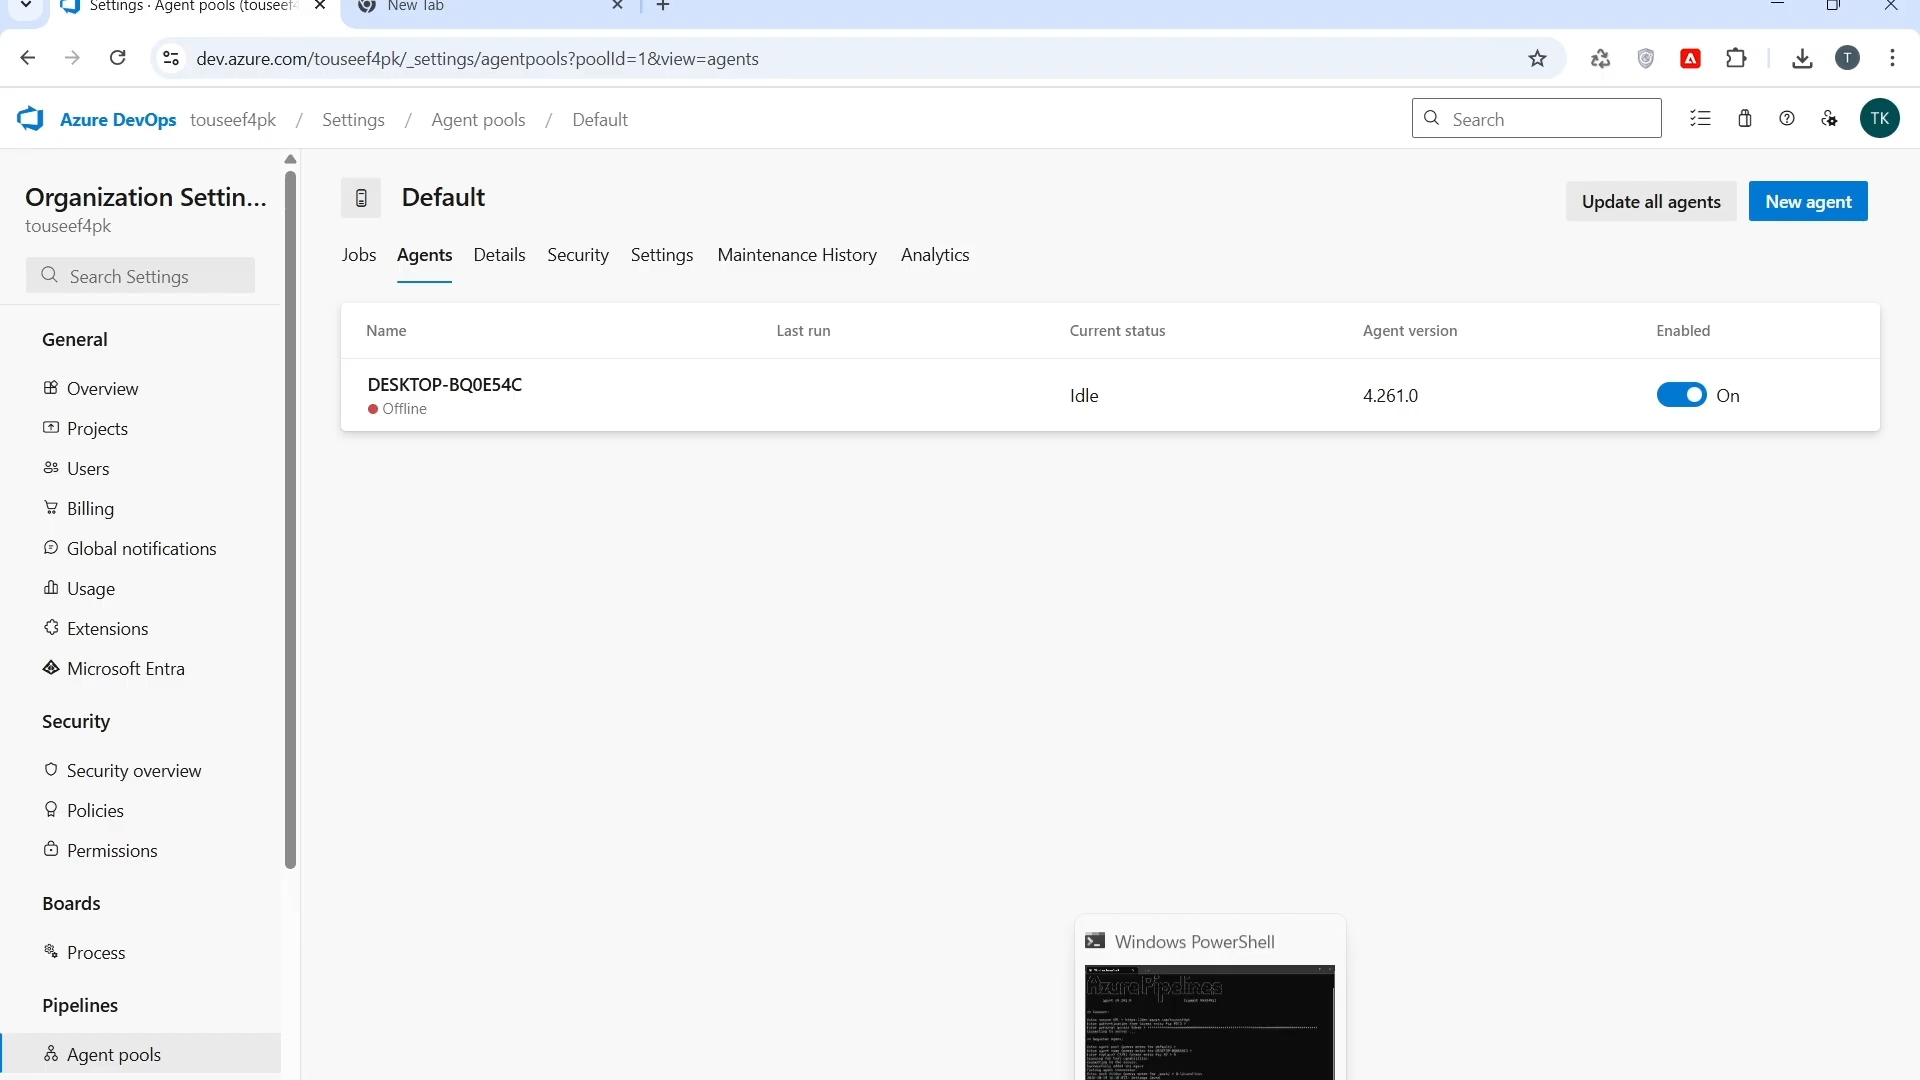 Settings · Agent pools (touseef4
New Tab
dev.azure.com/touseef4pk/_settings/agentpools?poolId=1&view=agents
T
Azure DevOps touseef4pk / Settings / Agent pools / Default
Search
TK
Organization Settin...
touseef4pk
Search Settings
General
Overview
Projects
Users
Billing
Global notifications
Usage
Extensions
Microsoft Entra
Security
Security overview
Policies
Permissions
Boards
Process
Pipelines
Agent pools
Default
Update all agents
New agent
Jobs Agents Details Security Settings Maintenance History Analytics
Name Last run Current status Agent version Enabled
DESKTOP-BQ0E54C Idle 4.261.0 On
Offline
Windows PowerShell
Azure Pipelines